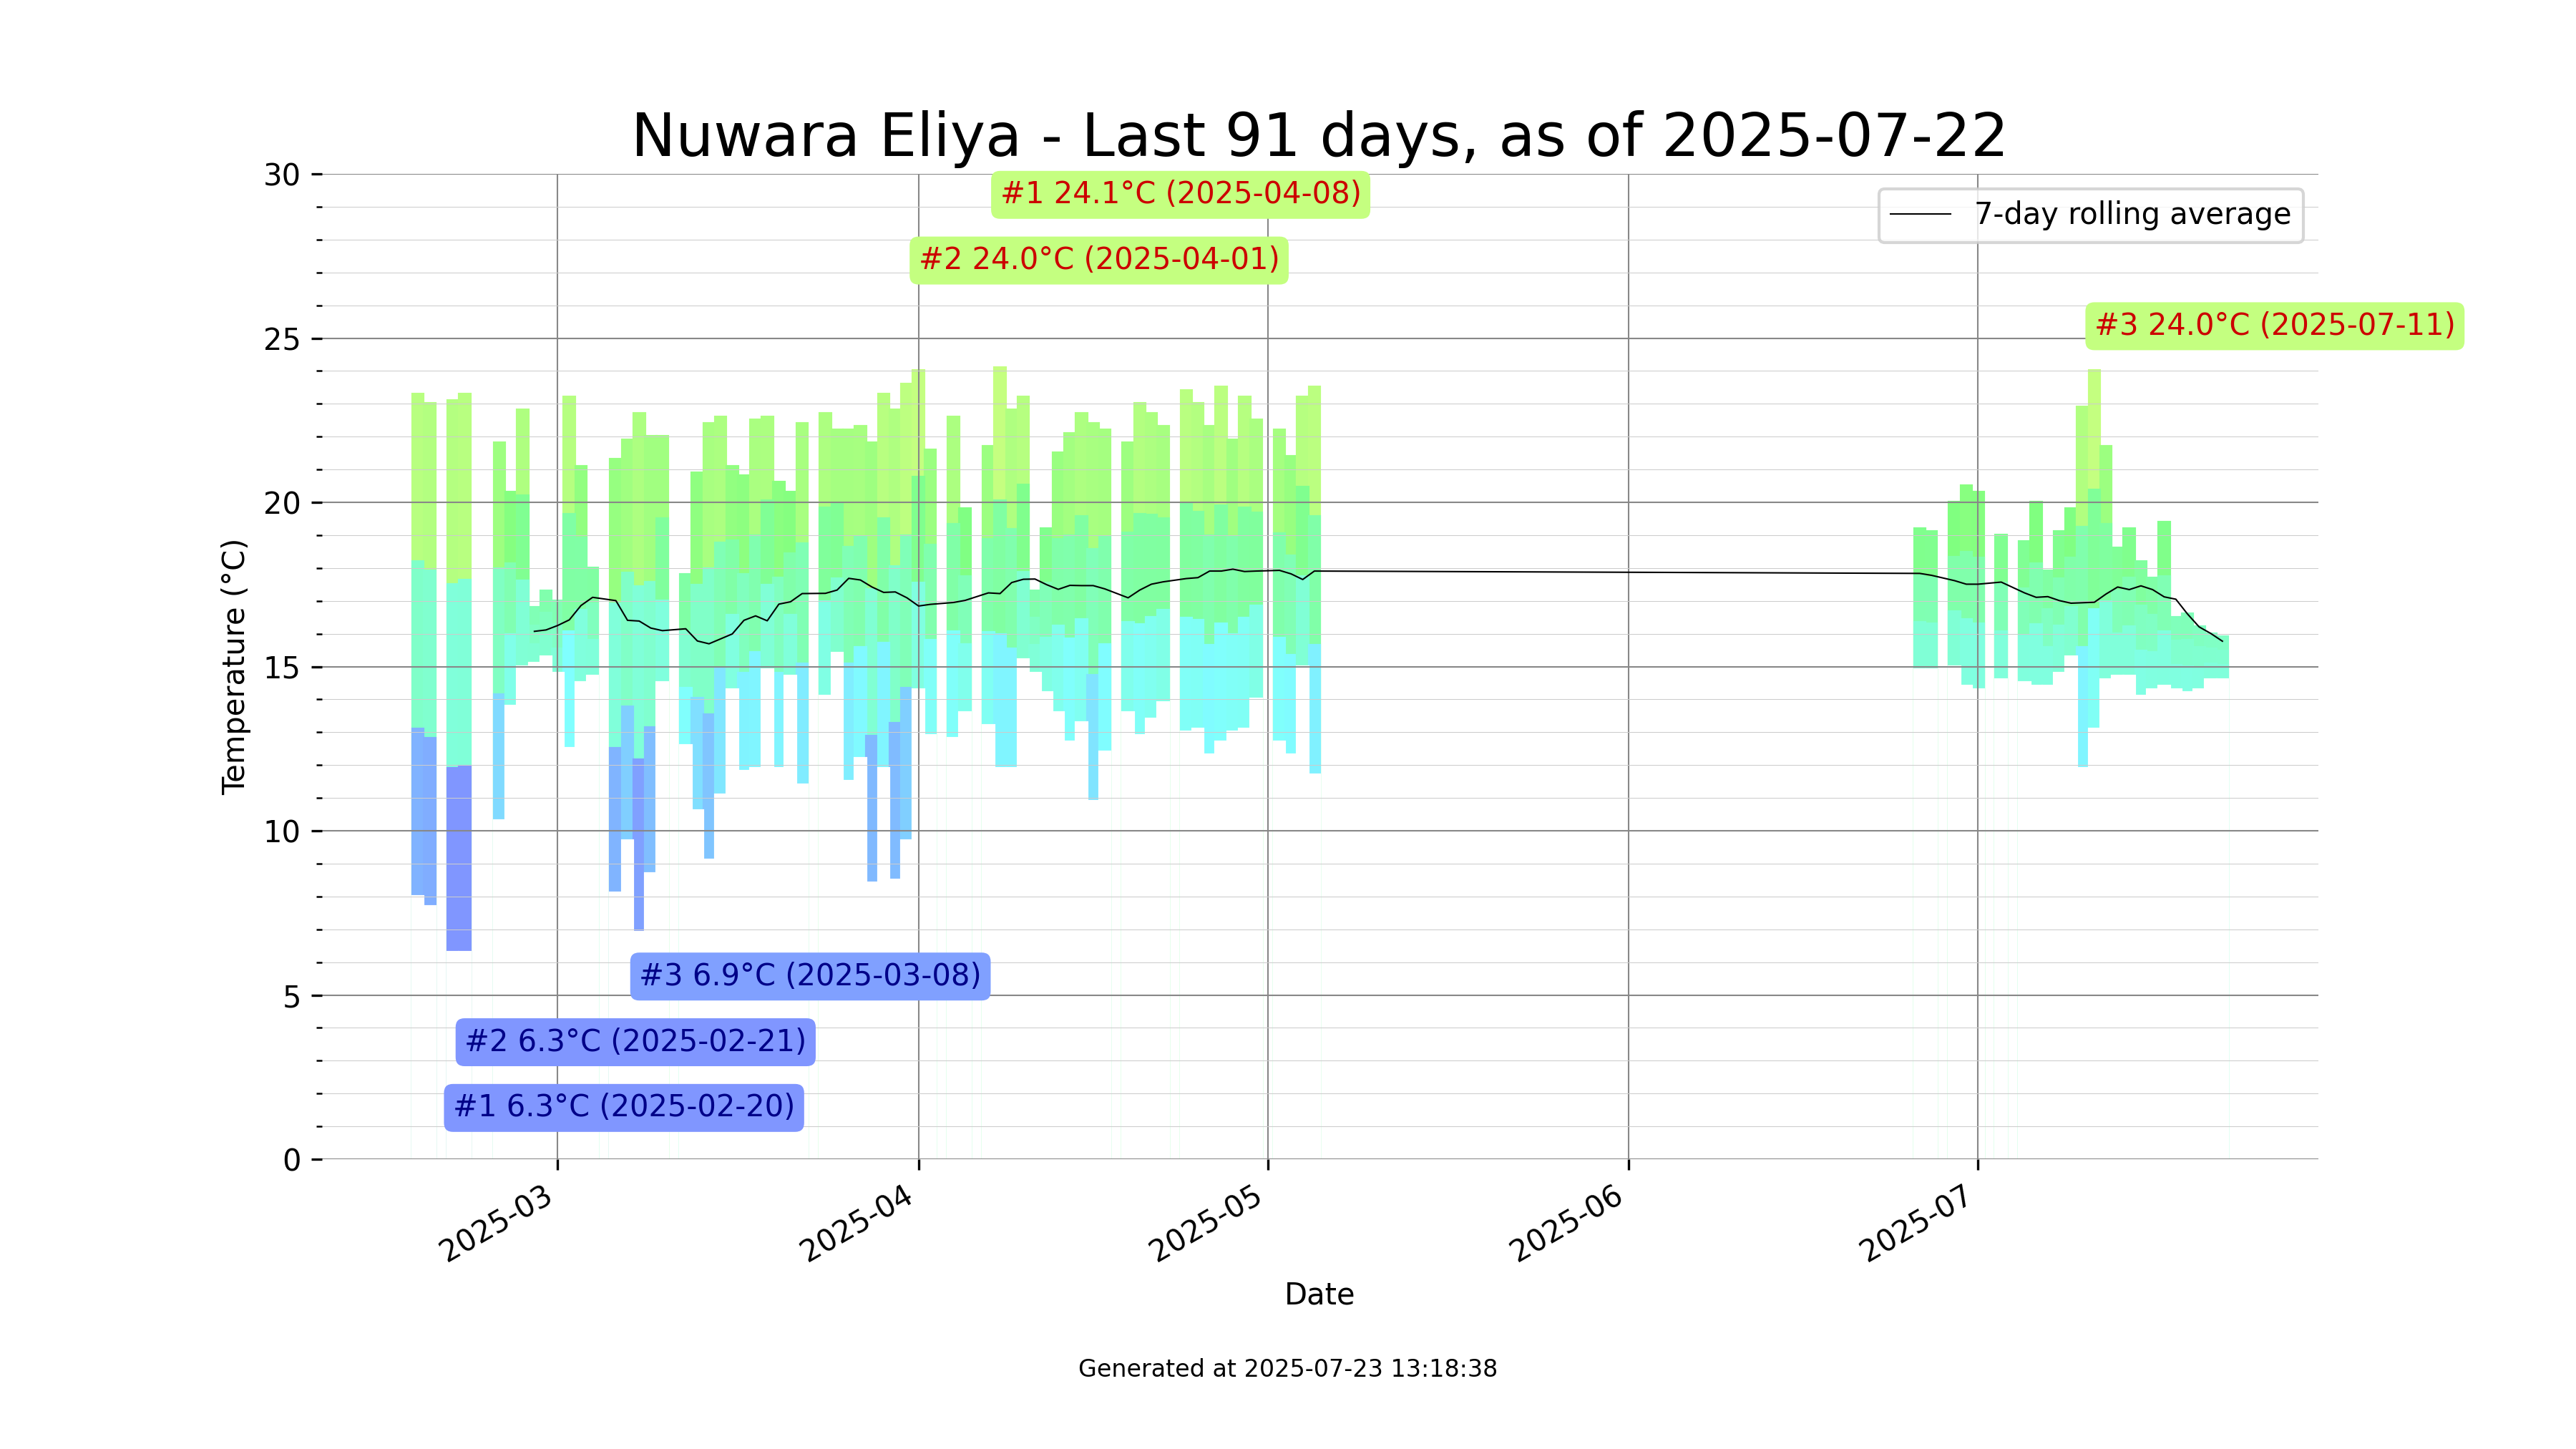 Nuwara Eliya - Last 91 days, as of 2025-07-22
30
25
20
15
10
5
0
Temperature (°C)
#1 24.1°C (2025-04-08)
#2 24.0°C (2025-04-01)
#3 24.0°C (2025-07-11)
7-day rolling average
#3 6.9°C (2025-03-08)
#2 6.3°C (2025-02-21)
#1 6.3°C (2025-02-20)
2025-03
2025-04
2025-05
2025-06
2025-07
Date
Generated at 2025-07-23 13:18:38